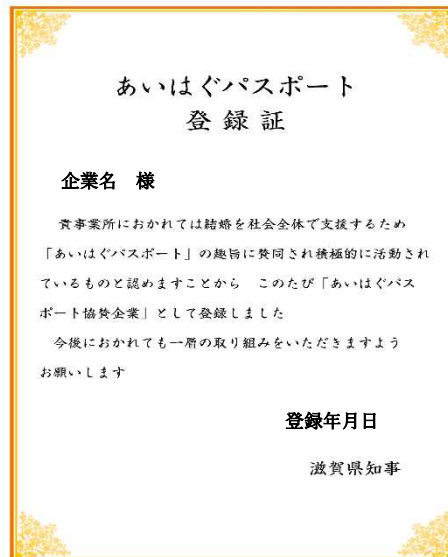 あいはぐパスポート
登録証
企業名　様
貴事業所におかれては結婚を社会全体で支援するため
「あいはぐパスポート」の趣旨に賛同され積極的に活動され
ているものと認めますことから　このたび「あいはぐパス
ポート協賛企業」として登録しました
今後におかれても一層の取り組みをいただきますよう
お願いします
登録年月日
滋賀県知事